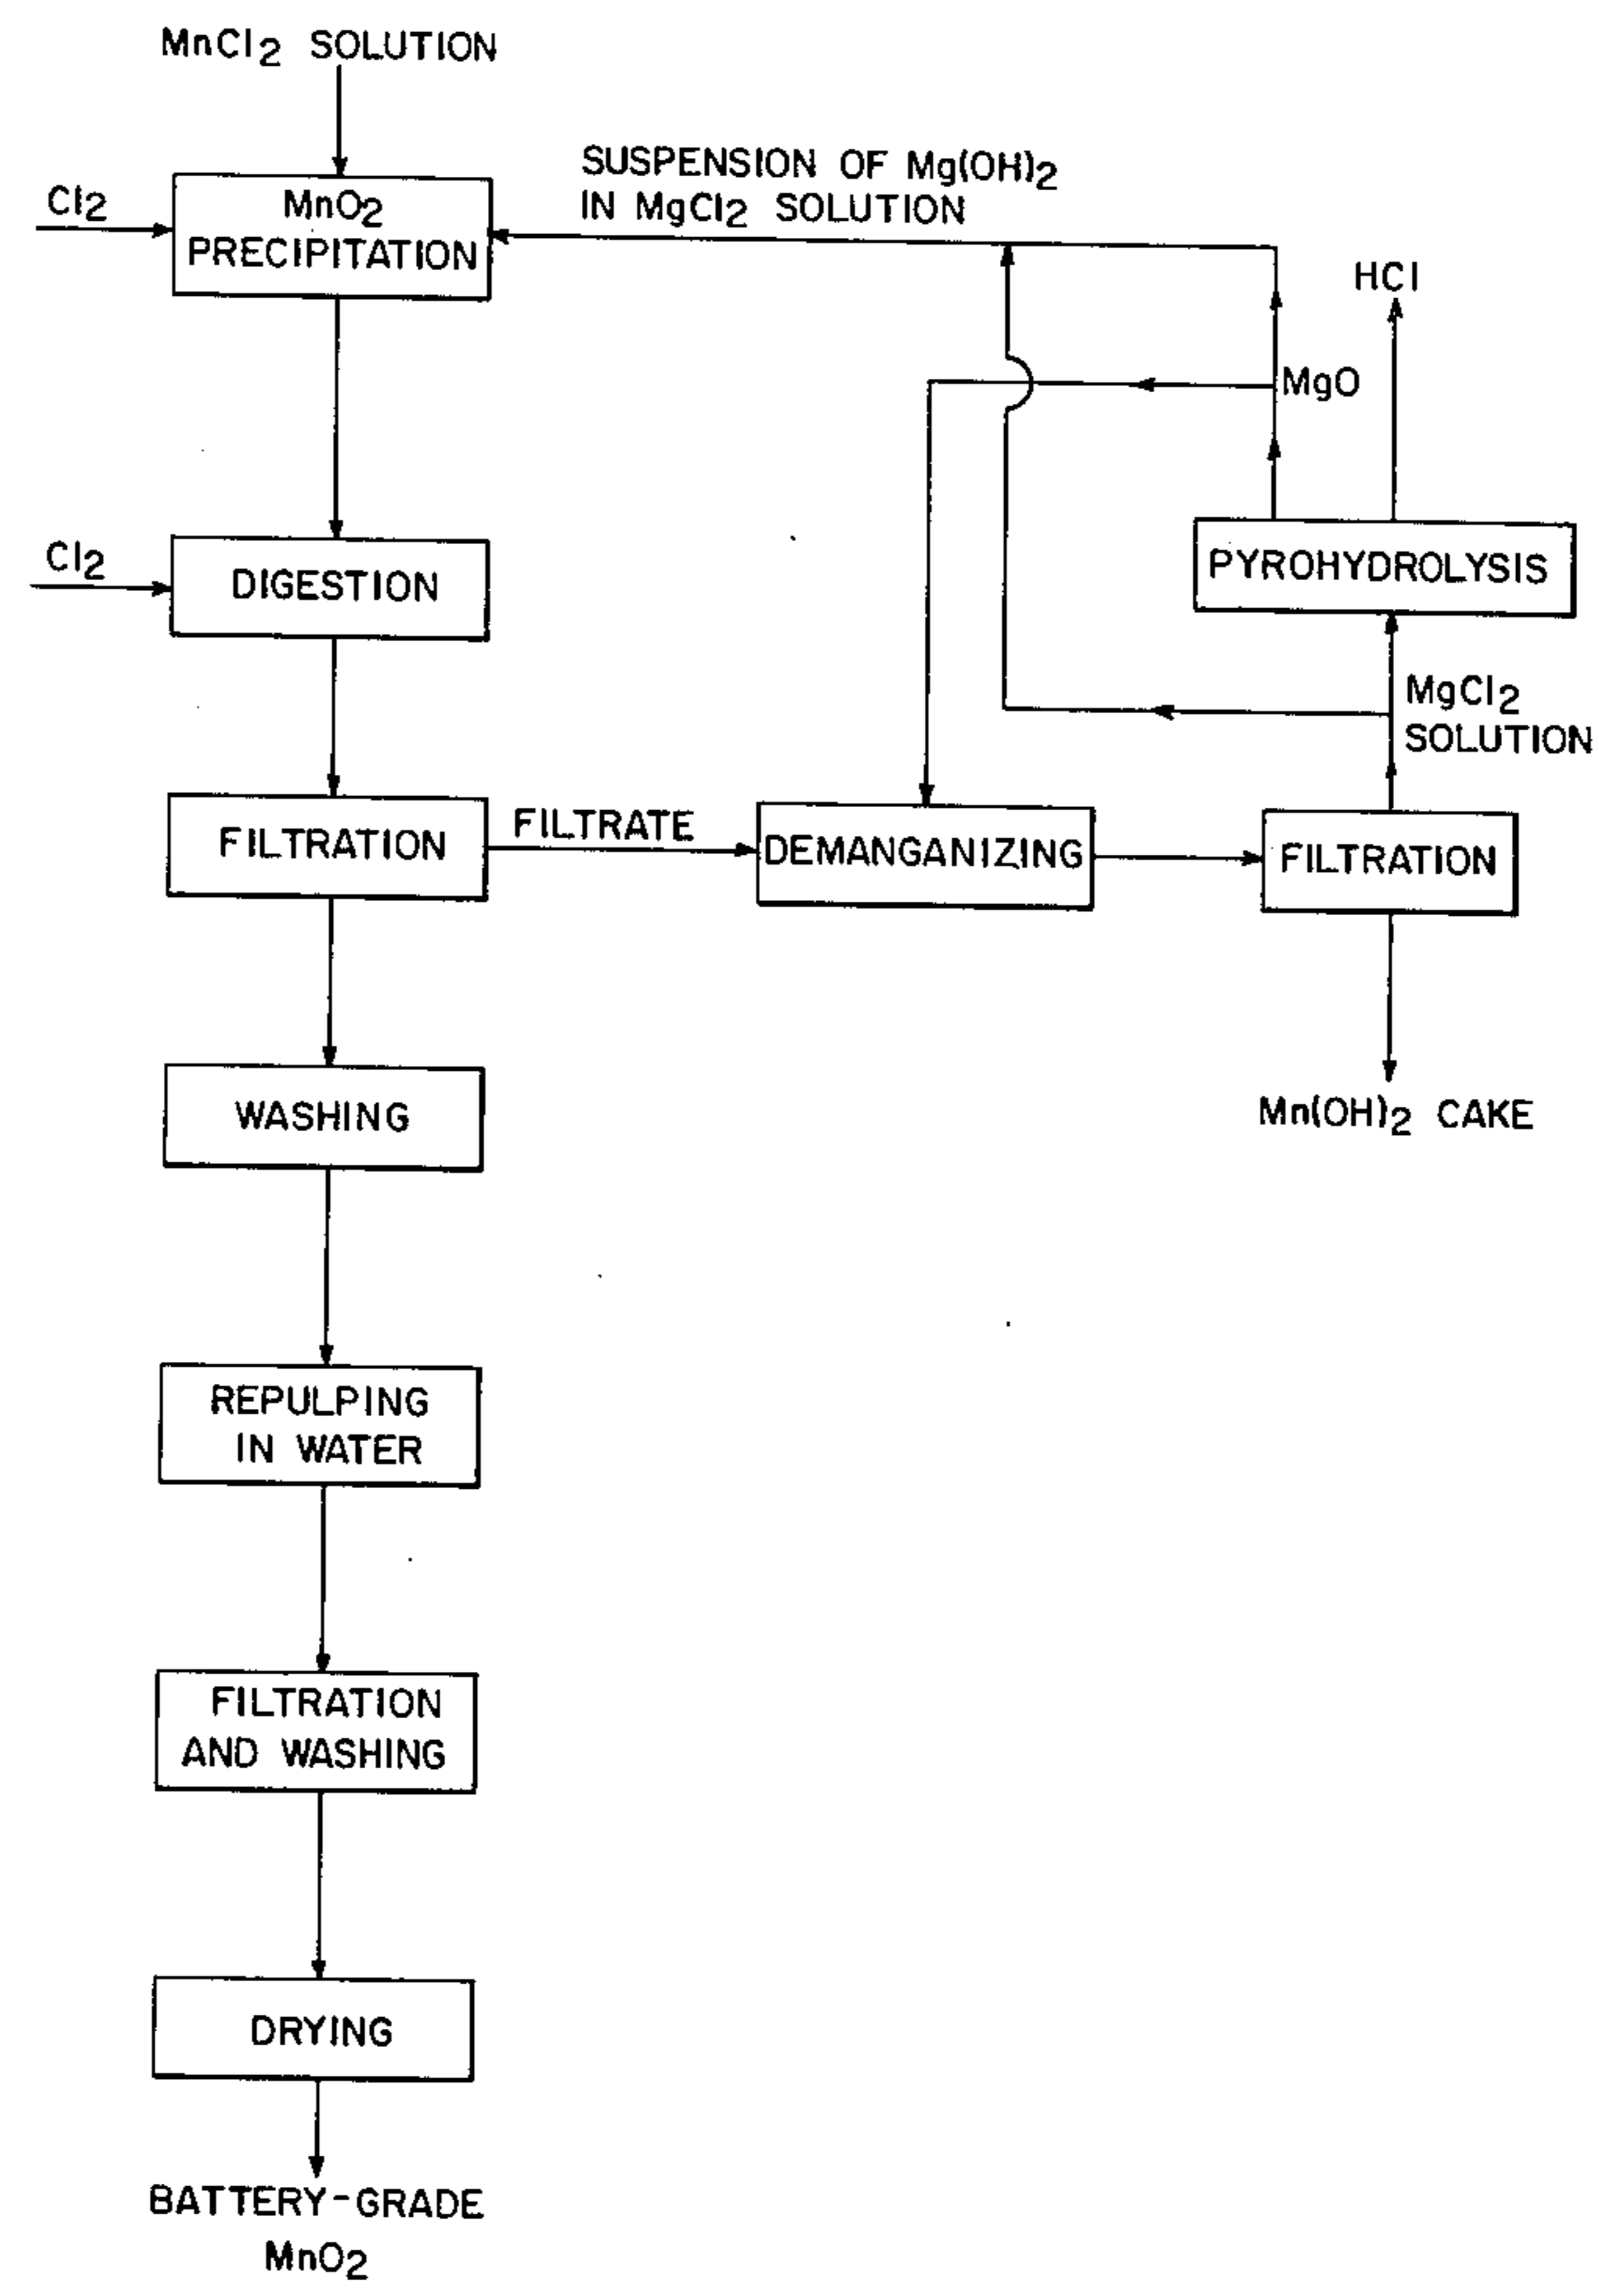 MnCl2 SOLUTION
SUSPENSION OF Mg(OH)2
IN MgCl2 SOLUTION
Cl2
MnO2
PRECIPITATION
HCl
MgO
Cl2
DIGESTION
PYROHYDROLYSIS
MgCl2
SOLUTION
FILTRATION
FILTRATE
DEMANGANIZING
FILTRATION
WASHING
Mn(OH)2 CAKE
REPULPING
IN WATER
FILTRATION
AND WASHING
DRYING
BATTERY-GRADE
MnO2